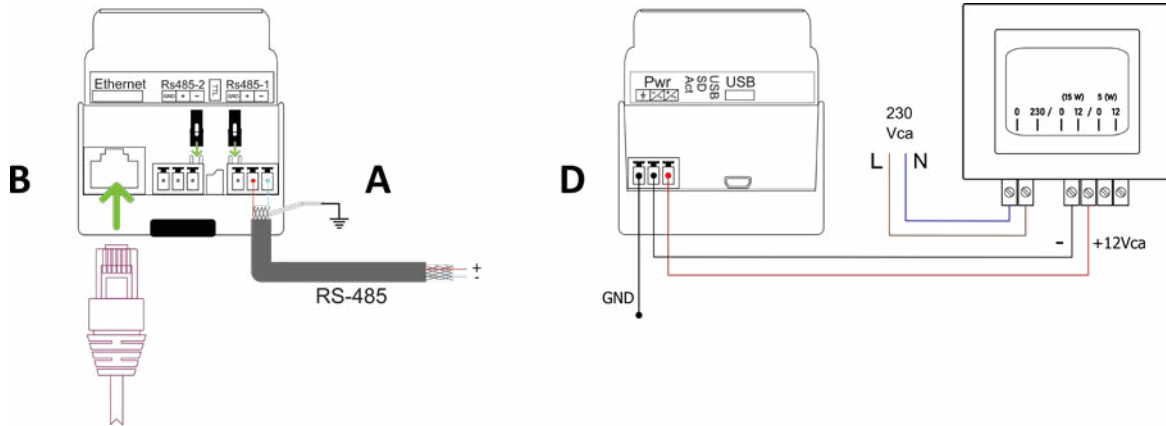 Ethernet
Rs485-2
TTL
Rs485-1
GND + -
GND + -
B
A
+
-
RS-485
D
Pwr
Act
SD
USB
USB
GND
230
Vca
L N
(15 W) 5 (W)
0 230 / 0 12 / 0 12
-
+12Vca